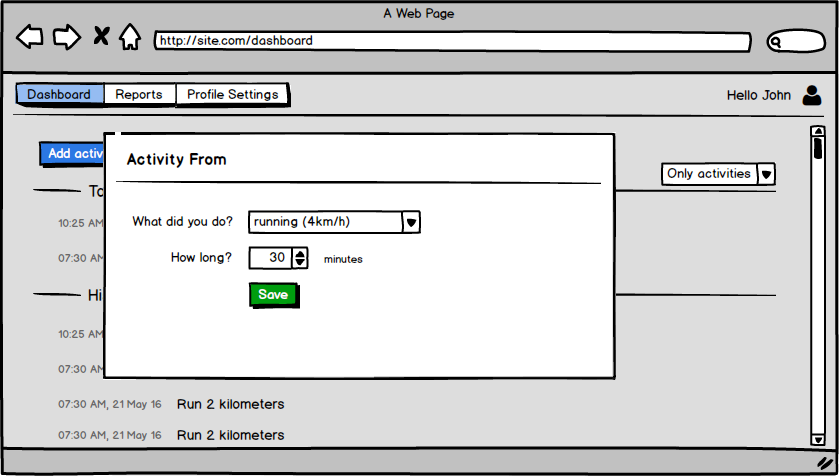 A Web Page
http://site.com/dashboard
Dashboard Reports Profile Settings
Hello John
Add activ
Activity From
Only activities
To
What did you do? running (4km/h)
10:25 AM
How long? 30 minutes
07:30 AM
Save
Hi
10:25 AM
07:30 AM
07:30 AM, 21 May 16 Run 2 kilometers
07:30 AM, 21 May 16 Run 2 kilometers